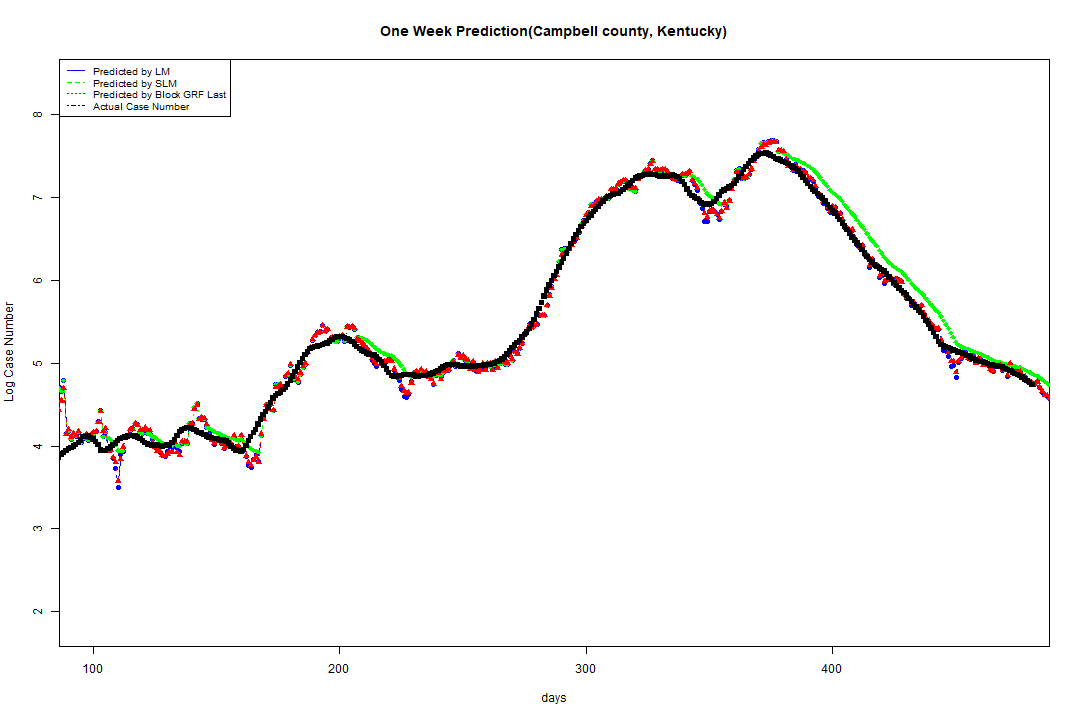 One Week Prediction(Campbell county, Kentucky)
Predicted by LM
Predicted by SLM
Predicted by Block GRF Last
Actual Case Number
8
7
6
5
4
3
2
Log Case Number
100 200 300 400
days